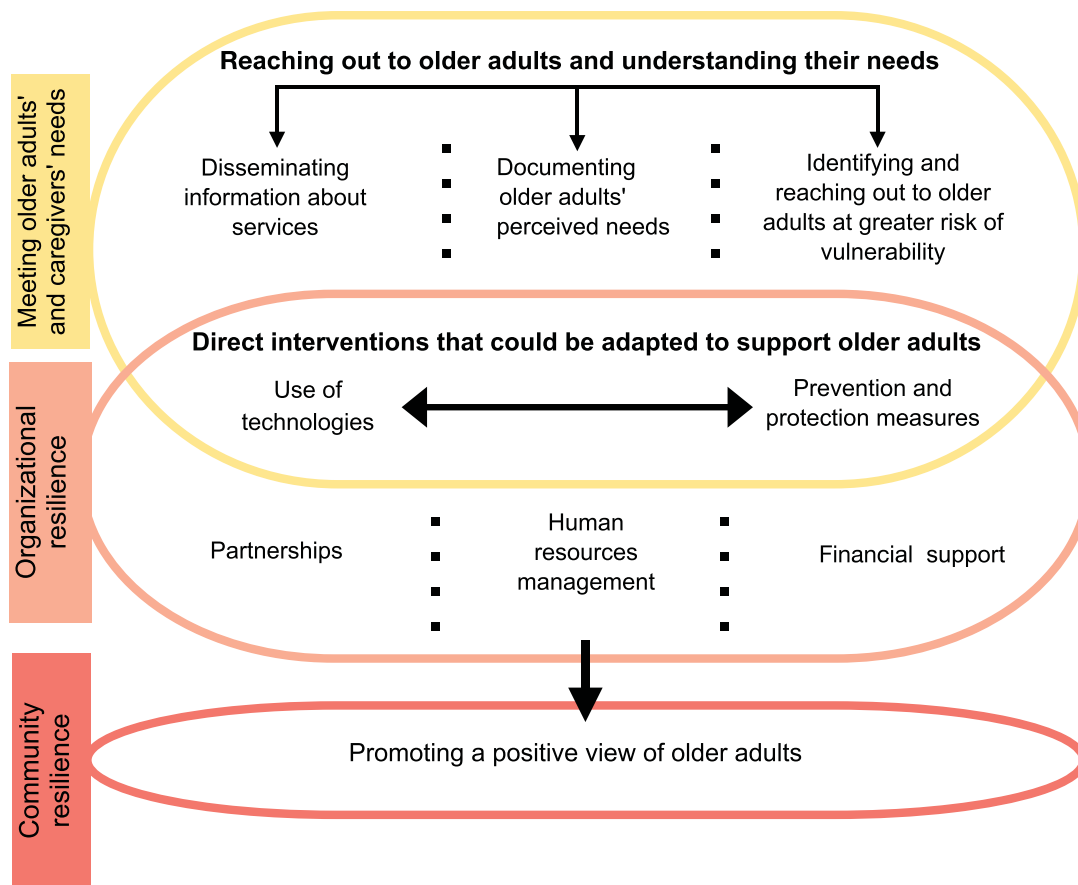 Meeting older adults'
and caregivers' needs
Reaching out to older adults and understanding their needs
Disseminating
information about
services
Documenting
older adults'
perceived needs
Identifying and
reaching out to older
adults at greater risk of
vulnerability
Organizational
resilience
Direct interventions that could be adapted to support older adults
Use of
technologies
Prevention and
protection measures
Partnerships
Human
resources
management
Financial support
Community
resilience
Promoting a positive view of older adults